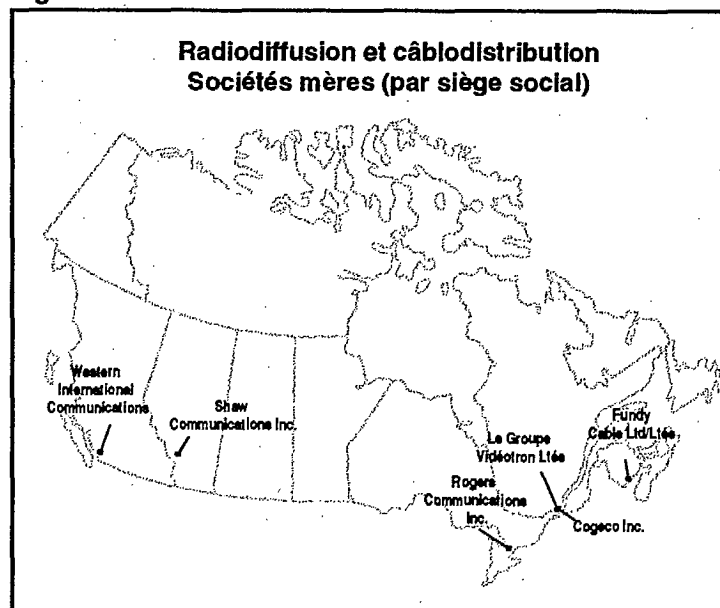 Radiodiffusion et câblodistribution
Sociétés mères (par siège social)
Western
International
Communications
Shaw
Communications Inc.
Le Groupe
Vidéotron Ltée
Fundy
Cable Ltd/Ltée
Rogers
Communications
Inc.
Cogeco Inc.